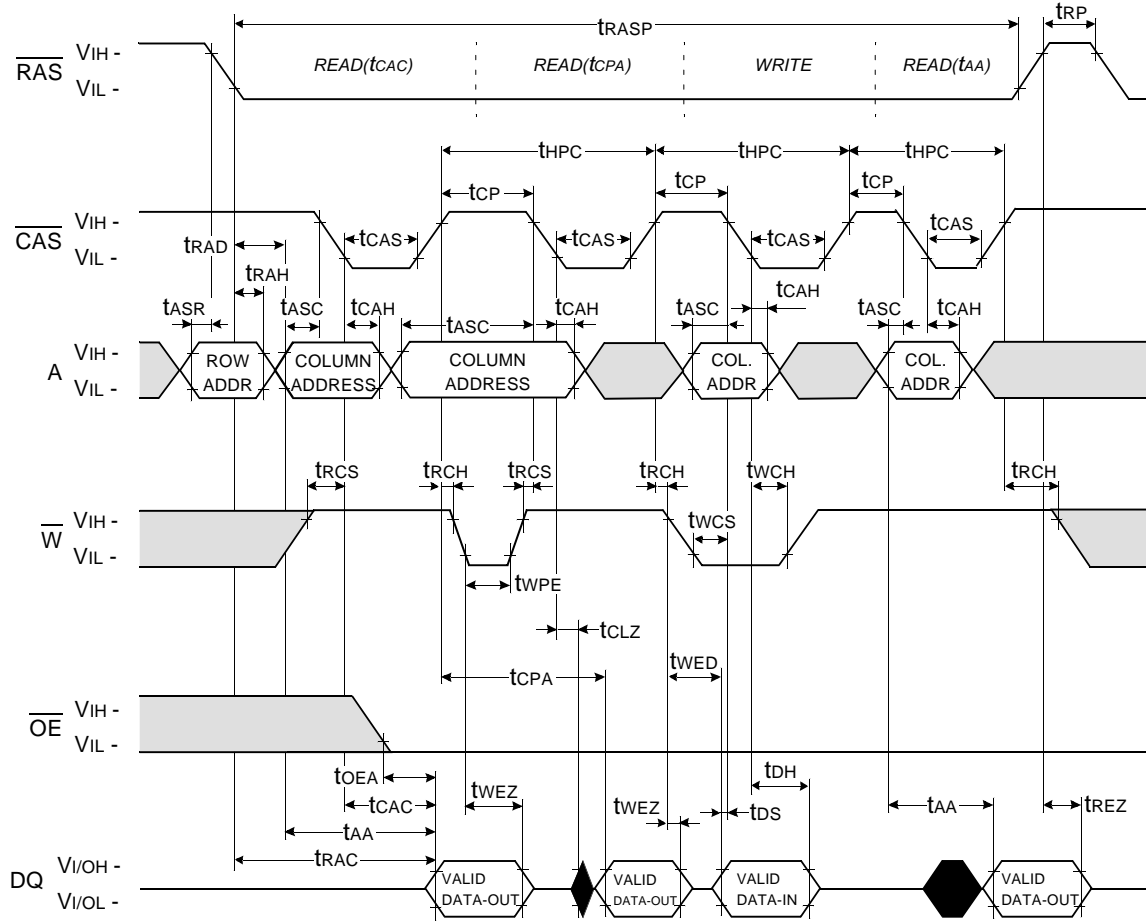 tRASP
tRP
RAS
VIH -
VIL -
READ(tCAC)
READ(tCPA)
WRITE
READ(tAA)
tHPC
tHPC
tHPC
tCP
tCP
tCP
CAS
VIH -
VIL -
tCAS
tCAS
tCAS
tCAS
tRAD
tRAH
tASR
tASC
tCAH
tASC
tCAH
tASC
tCAH
tASC
tCAH
A
VIH -
VIL -
ROW
ADDR
COLUMN
ADDRESS
COLUMN
ADDRESS
COL.
ADDR
COL.
ADDR
tRCS
tRCH
tRCS
tRCH
tWCH
tRCH
W
VIH -
VIL -
tWCS
tWPE
tCLZ
tCPA
tWED
OE
VIH -
VIL -
tOEA
tCAC
tAA
tRAC
tWEZ
tWEZ
tDH
tDS
tAA
tREZ
DQ
VI/OH -
VI/OL -
VALID
DATA-OUT
VALID
DATA-OUT
VALID
DATA-IN
VALID
DATA-OUT